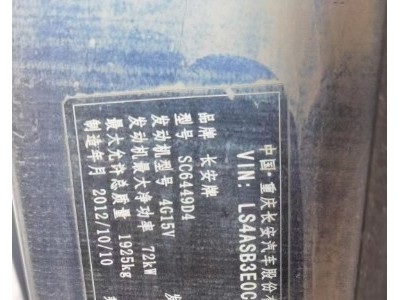 中国·重庆长安汽车股份
VIN: LS4ASB3E0C
品牌 长安牌
型号 SC6449D4
发动机型号 4G15V
发动机最大净功率 72kW
最大允许总质量 1925kg
制造年月 2012/10/10